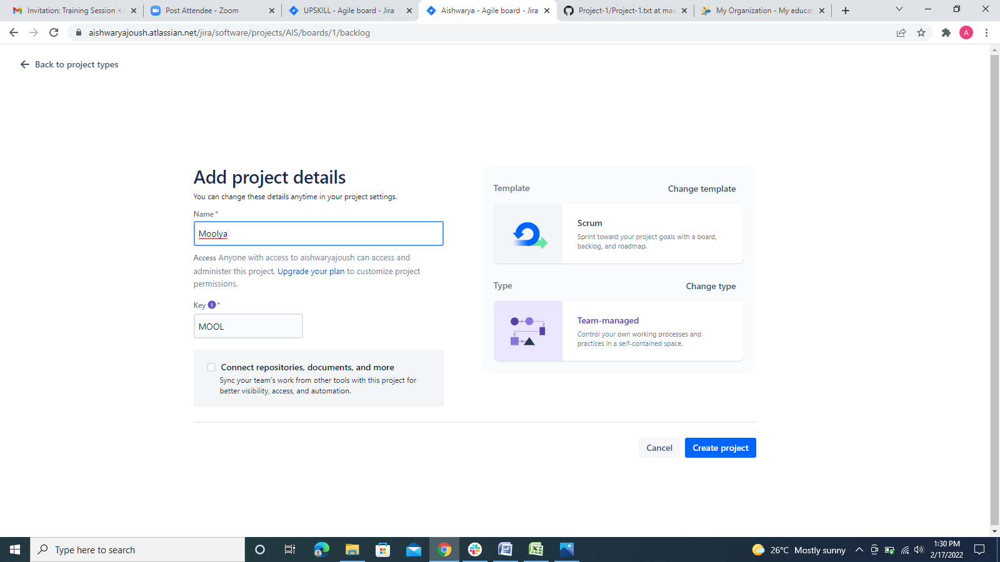 Invitation: Training Session <>
Post Attendee - Zoom
UPSKILL - Agile board - Jira
Aishwarya - Agile board - Jira
Project-1/Project-1.txt at mas
My Organization - My educat
aishwaryajoush.atlassian.net/jira/software/projects/AIS/boards/1/backlog
A
Back to project types
Add project details
You can change these details anytime in your project settings.
Name *
Moolya
Access Anyone with access to aishwaryajoush can access and
administer this project. Upgrade your plan to customize project
permissions.
Key *
MOOL
Connect repositories, documents, and more
Sync your team's work from other tools with this project for
better visibility, access, and automation.
Template
Change template
Scrum
Sprint toward your project goals with a board,
backlog, and roadmap.
Type
Change type
Team-managed
Control your own working processes and
practices in a self-contained space.
Cancel
Create project
Type here to search
26°C Mostly sunny
1:30 PM
2/17/2022